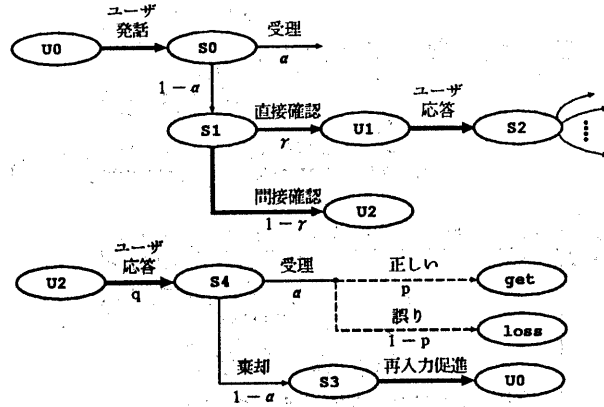 ユーザ
発話
受理
U0
S0
α
1-α
直接確認
ユーザ
応答
S1
U1
S2
γ
間接確認
U2
1-γ
ユーザ
応答
受理
正しい
U2
S4
get
q
α
p
誤り
loss
1-p
棄却
再入力促進
S3
U0
1-α